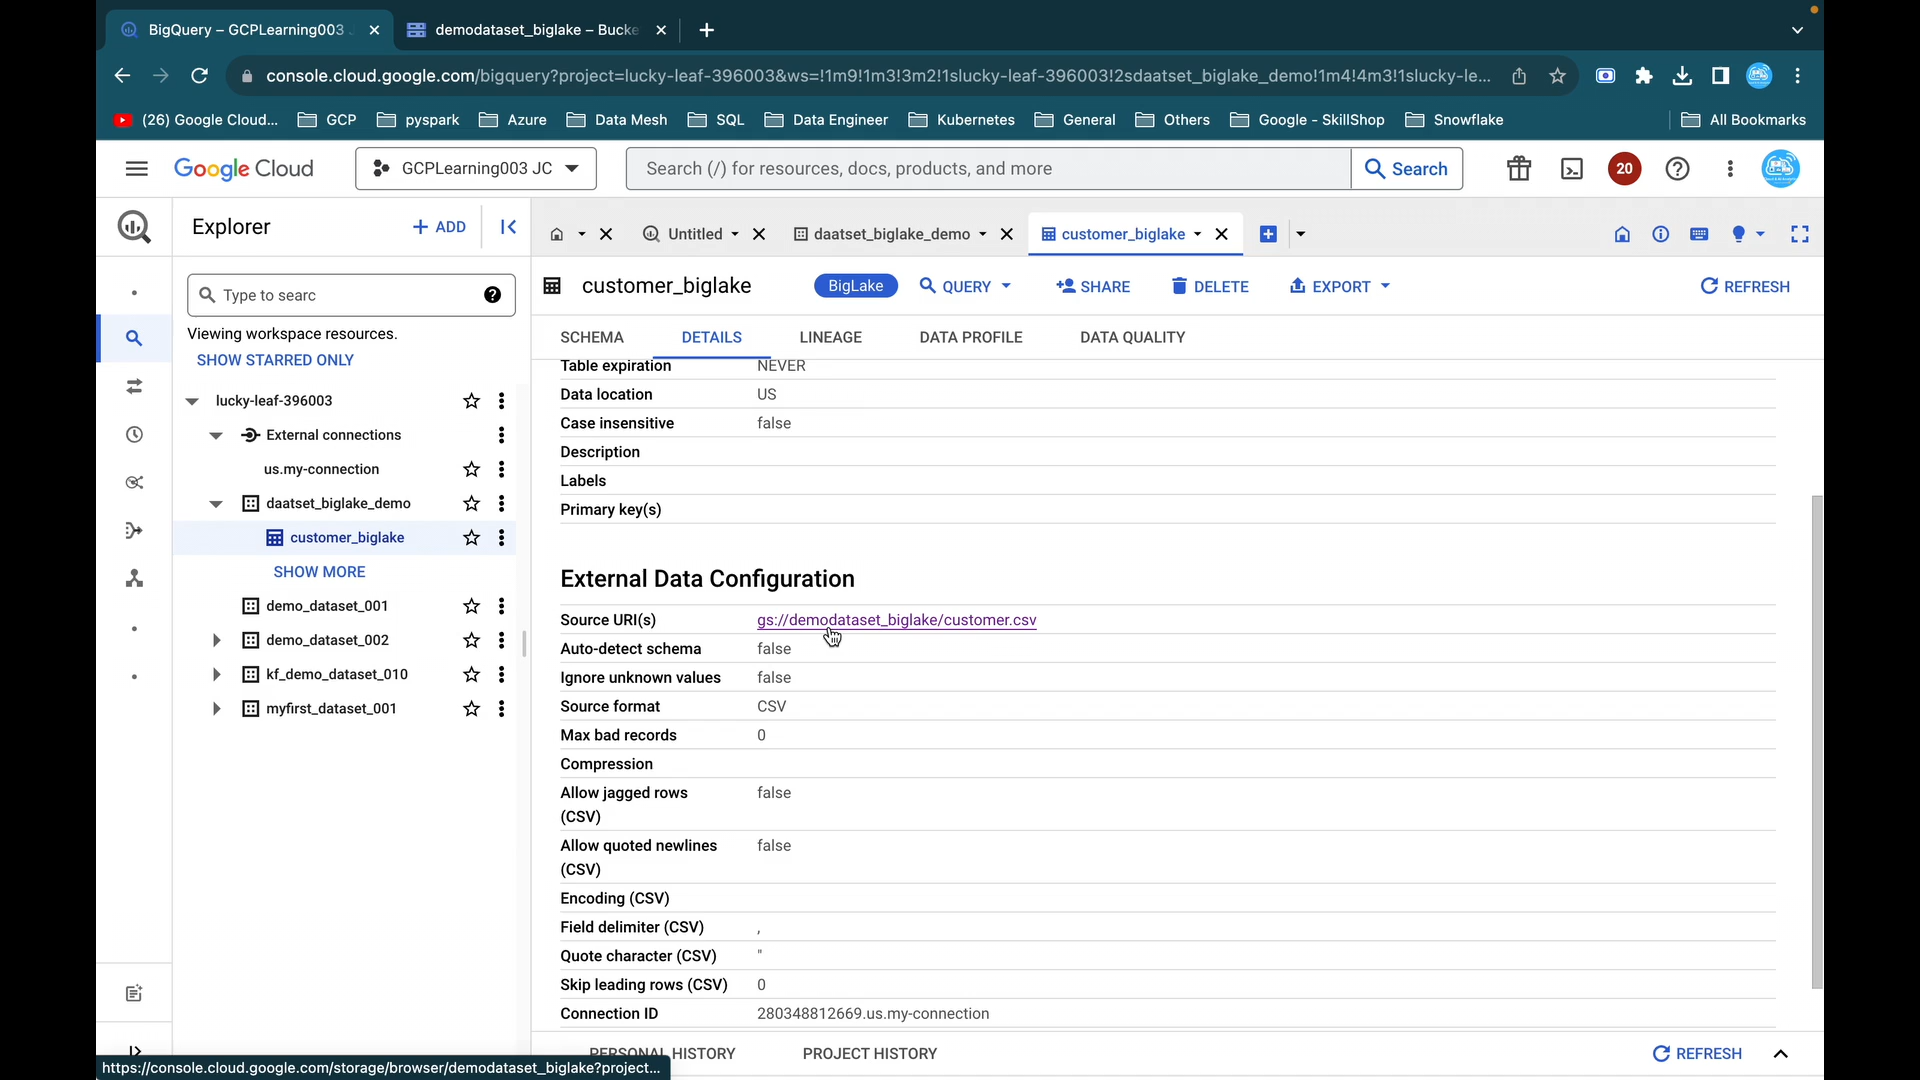 BigQuery – GCPLearning003
demodataset_biglake – Bucke
console.cloud.google.com/bigquery?project=lucky-leaf-396003&ws=!1m9!1m3!3m2!1slucky-leaf-396003!2sdaatset_biglake_demo!1m4!4m3!1slucky-le...
(26) Google Cloud...
GCP
pyspark
Azure
Data Mesh
SQL
Data Engineer
Kubernetes
General
Others
Google - SkillShop
Snowflake
All Bookmarks
Google Cloud
GCPLearning003 JC
Search (/) for resources, docs, products, and more
Search
20
Explorer
+ ADD
Untitled
daatset_biglake_demo
customer_biglake
Type to searc
Viewing workspace resources.
SHOW STARRED ONLY
lucky-leaf-396003
External connections
us.my-connection
daatset_biglake_demo
customer_biglake
SHOW MORE
demo_dataset_001
demo_dataset_002
kf_demo_dataset_010
myfirst_dataset_001
customer_biglake
BigLake
QUERY
SHARE
DELETE
EXPORT
REFRESH
SCHEMA
DETAILS
LINEAGE
DATA PROFILE
DATA QUALITY
Table expiration NEVER
Data location US
Case insensitive false
Description
Labels
Primary key(s)
External Data Configuration
Source URI(s) gs://demodataset_biglake/customer.csv
Auto-detect schema false
Ignore unknown values false
Source format CSV
Max bad records 0
Compression
Allow jagged rows false
(CSV)
Allow quoted newlines false
(CSV)
Encoding (CSV)
Field delimiter (CSV) ,
Quote character (CSV) "
Skip leading rows (CSV) 0
Connection ID 280348812669.us.my-connection
PERSONAL HISTORY
PROJECT HISTORY
REFRESH
https://console.cloud.google.com/storage/browser/demodataset_biglake?project...